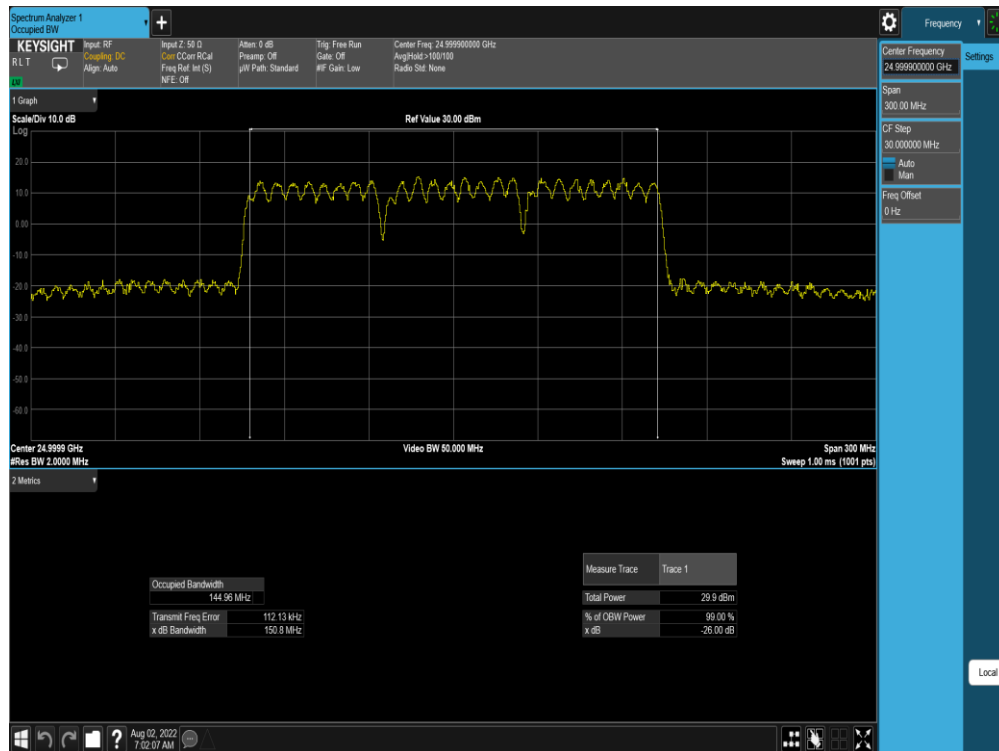 Spectrum Analyzer 1
Occupied BW
+
Frequency
KEYSIGHT
R L T
LXI
Input: RF
Coupling: DC
Align: Auto
Input Z: 50 Ω
Corr CCorr RCal
Freq Ref: Int (S)
NFE: Off
Atten: 0 dB
Preamp: Off
µW Path: Standard
Trig: Free Run
Gate: Off
#IF Gain: Low
Center Freq: 24.999900000 GHz
Avg|Hold:>100/100
Radio Std: None
Center Frequency
24.999900000 GHz
Settings
Span
300.00 MHz
CF Step
30.000000 MHz
Auto
Man
Freq Offset
0 Hz
1 Graph
Scale/Div 10.0 dB
Ref Value 30.00 dBm
Log
20.0
10.0
0.00
-10.0
-20.0
-30.0
-40.0
-50.0
-60.0
Center 24.9999 GHz
Video BW 50.000 MHz
Span 300 MHz
#Res BW 2.0000 MHz
Sweep 1.00 ms (1001 pts)
2 Metrics
Occupied Bandwidth
144.96 MHz
Transmit Freq Error 112.13 kHz
x dB Bandwidth 150.8 MHz
Measure Trace Trace 1
Total Power 29.9 dBm
% of OBW Power 99.00 %
x dB -26.00 dB
Local
?
Aug 02, 2022
7:02:07 AM